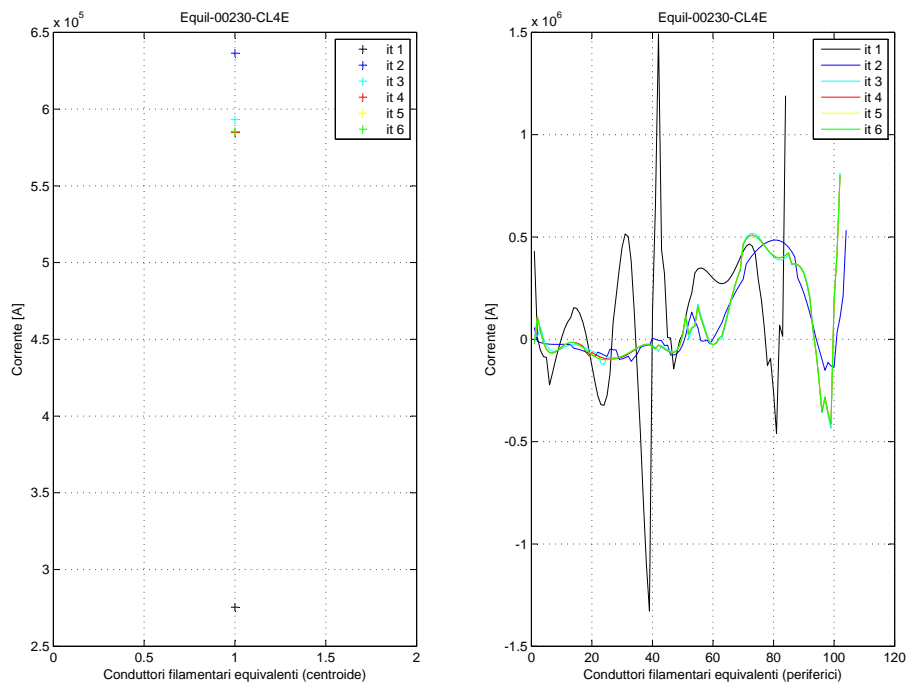 Equil-00230-CL4E
x 10^5
6.5
6
5.5
5
4.5
4
3.5
3
2.5
0 0.5 1 1.5 2
Corrente [A]
Conduttori filamentari equivalenti (centroide)
it 1
it 2
it 3
it 4
it 5
it 6
Equil-00230-CL4E
x 10^6
1.5
1
0.5
0
-0.5
-1
-1.5
0 20 40 60 80 100 120
Corrente [A]
Conduttori filamentari equivalenti (periferici)
it 1
it 2
it 3
it 4
it 5
it 6